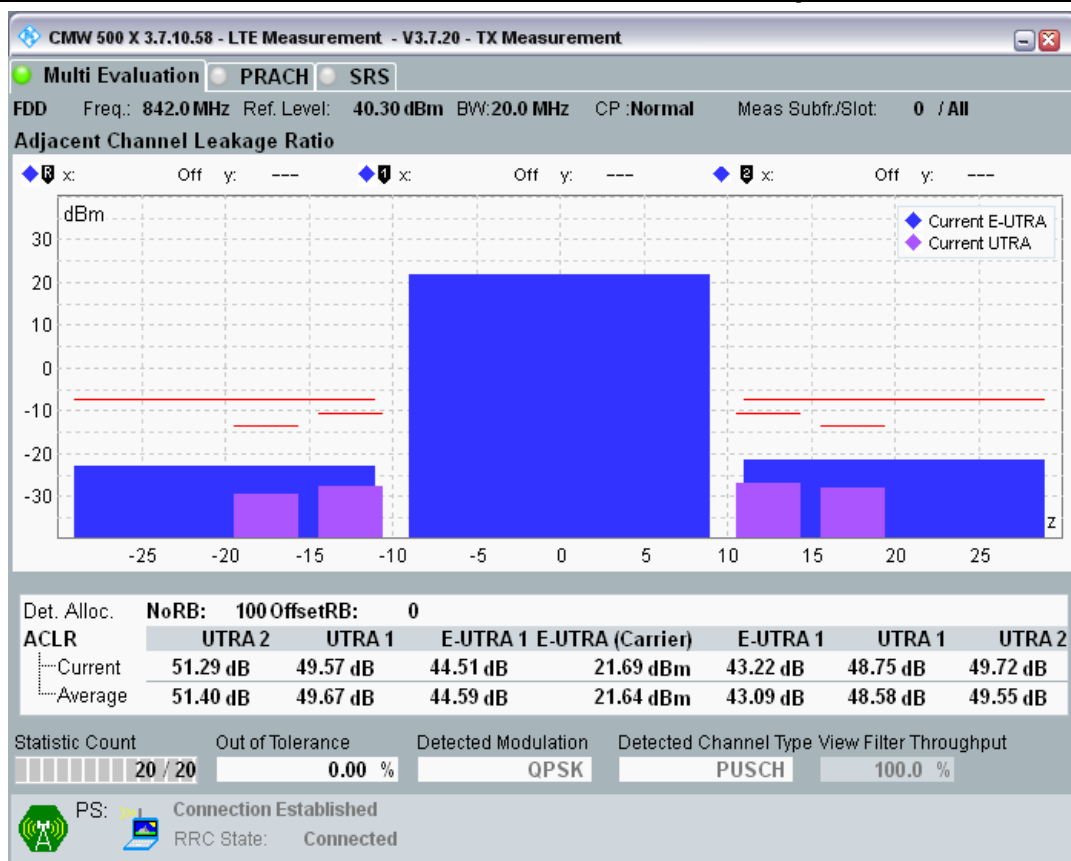 CMW 500 X 3.7.10.58 - LTE Measurement - V3.7.20 - TX Measurement
Multi Evaluation PRACH SRS
FDD Freq.: 842.0 MHz Ref. Level: 40.30 dBm BW:20.0 MHz CP :Normal Meas Subfr./Slot: 0 / All
Adjacent Channel Leakage Ratio
R x: Off y: --- 1 x: Off y: --- 2 x: Off y: ---
dBm
Current E-UTRA
Current UTRA
30
20
10
0
-10
-20
-30
z
-25 -20 -15 -10 -5 0 5 10 15 20 25
Det. Alloc. NoRB: 100 OffsetRB: 0
ACLR UTRA 2 UTRA 1 E-UTRA 1 E-UTRA (Carrier) E-UTRA 1 UTRA 1 UTRA 2
Current 51.29 dB 49.57 dB 44.51 dB 21.69 dBm 43.22 dB 48.75 dB 49.72 dB
Average 51.40 dB 49.67 dB 44.59 dB 21.64 dBm 43.09 dB 48.58 dB 49.55 dB
Statistic Count Out of Tolerance Detected Modulation Detected Channel Type View Filter Throughput
20 / 20 0.00 % QPSK PUSCH 100.0 %
PS: Connection Established
RRC State: Connected